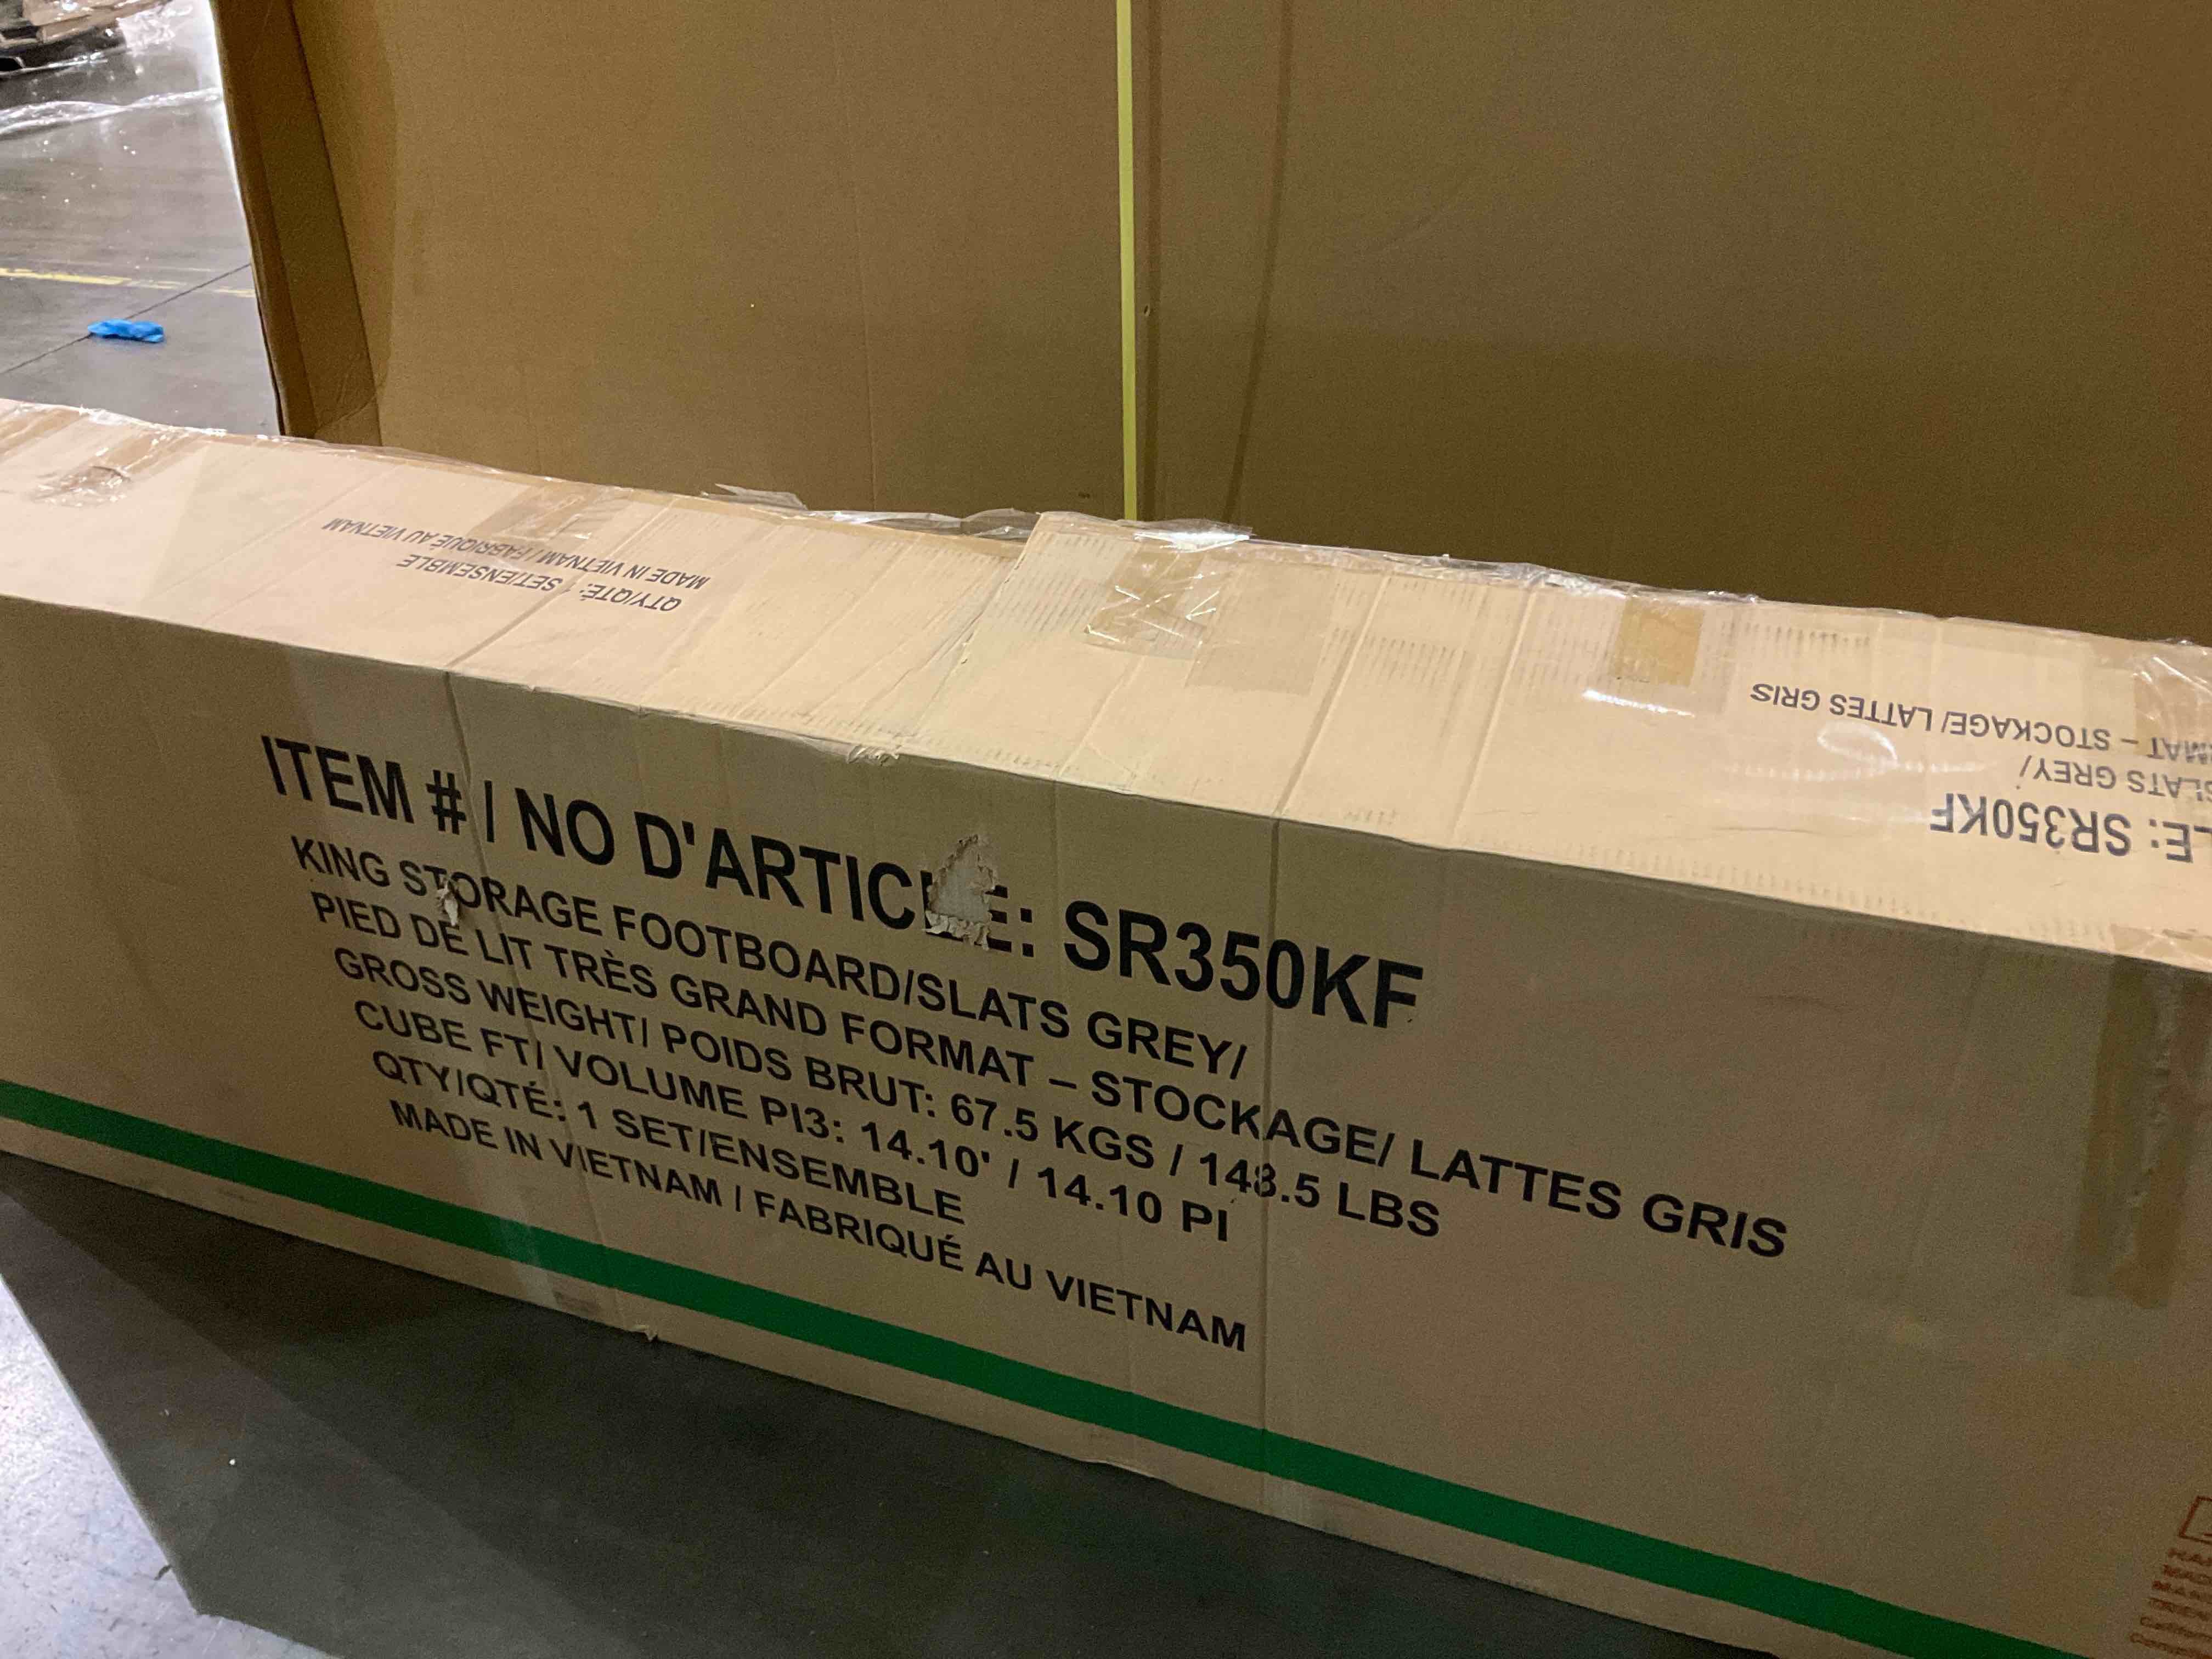 MADE IN VIETNAM / FABRIQUÉ AU VIETNAM
QTY/QTÉ: SET/ENSEMBLE
STOCKAGE/ LATTES GRIS
GREY/
SR350KF
ITEM # / NO D'ARTICLE: SR350KF
KING STORAGE FOOTBOARD/SLATS GREY/
PIED DE LIT TRÈS GRAND FORMAT – STOCKAGE/ LATTES GRIS
GROSS WEIGHT/ POIDS BRUT: 67.5 KGS / 148.5 LBS
CUBE FT/ VOLUME PI3: 14.10' / 14.10 PI
QTY/QTÉ: 1 SET/ENSEMBLE
MADE IN VIETNAM / FABRIQUÉ AU VIETNAM